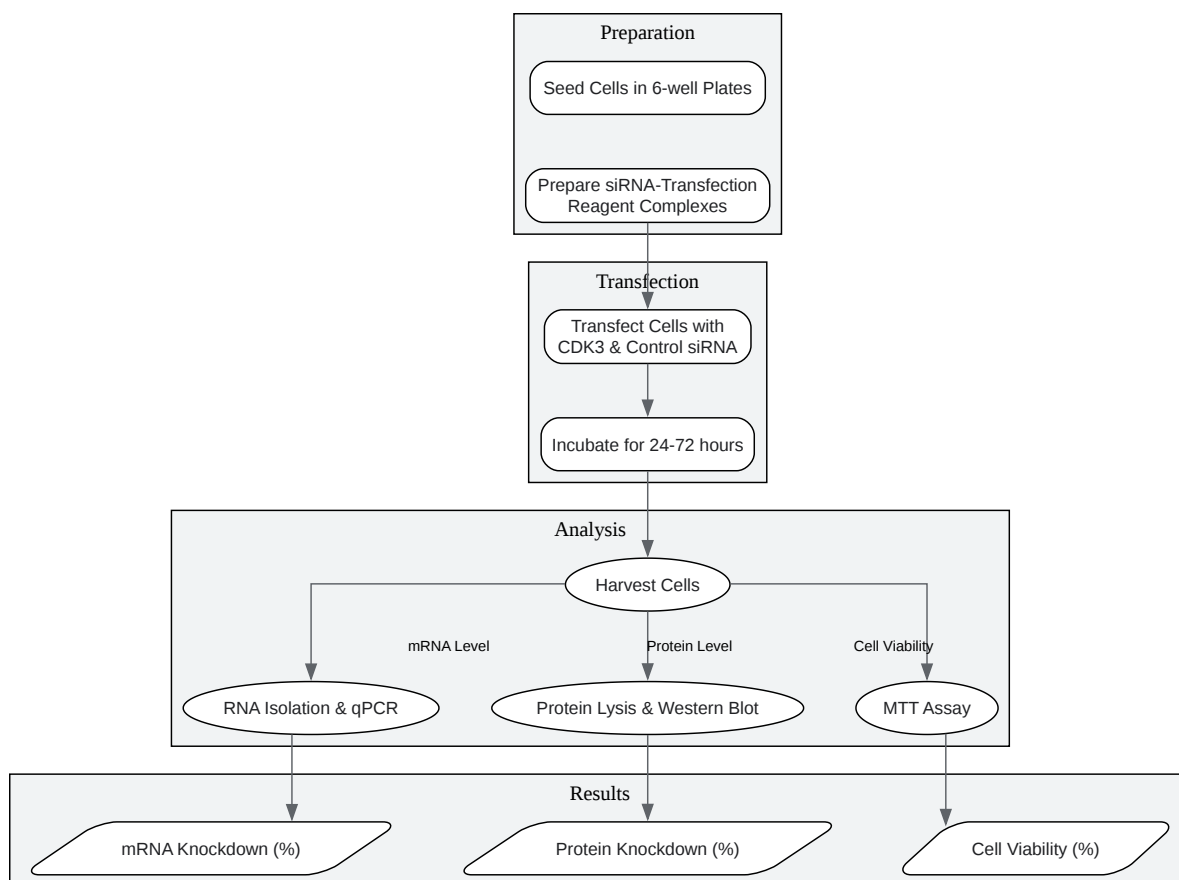 Preparation
Seed Cells in 6-well Plates
Prepare siRNA-Transfection
Reagent Complexes
Transfection
Transfect Cells with
CDK3 & Control siRNA
Incubate for 24-72 hours
Analysis
Harvest Cells
mRNA Level
Protein Level
Cell Viability
RNA Isolation & qPCR
Protein Lysis & Western Blot
MTT Assay
Results
mRNA Knockdown (%)
Protein Knockdown (%)
Cell Viability (%)